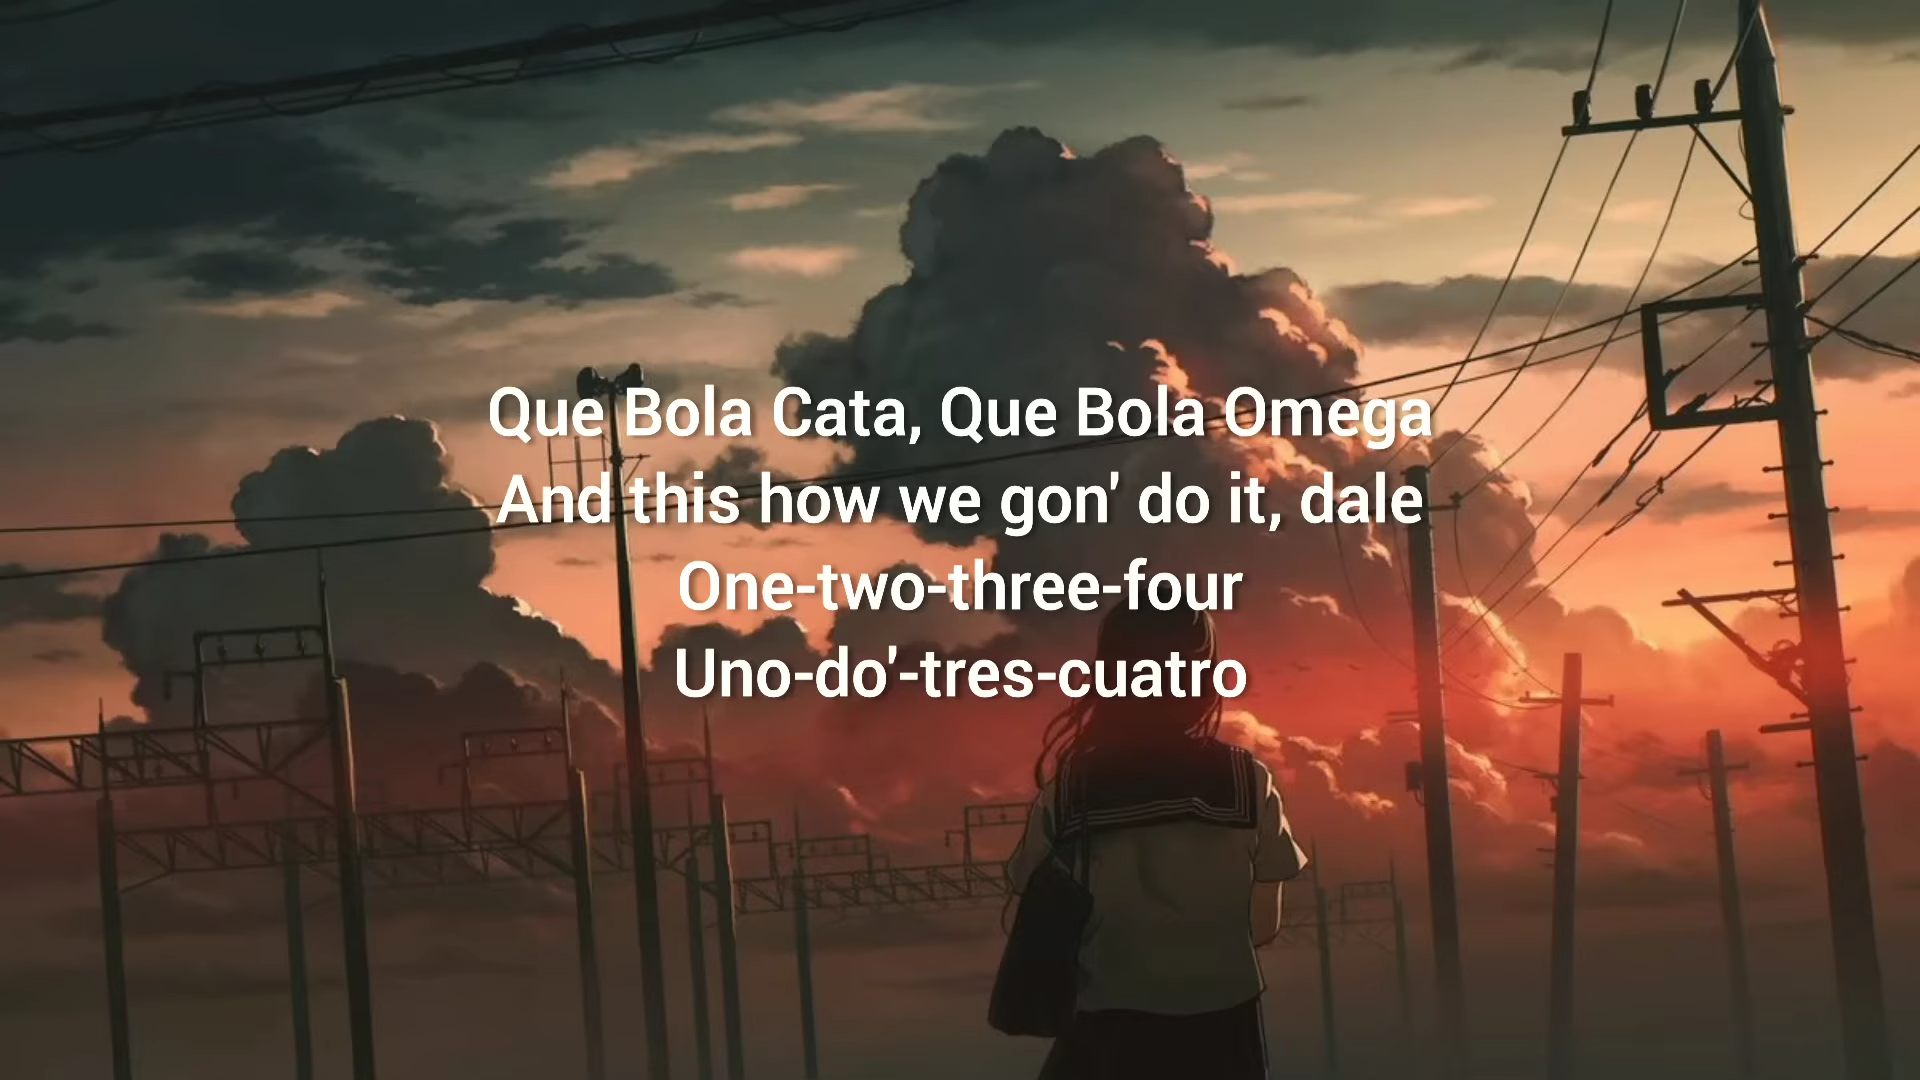 Que Bola Cata, Que Bola Omega
And this how we gon' do it, dale
One-two-three-four
Uno-do'-tres-cuatro